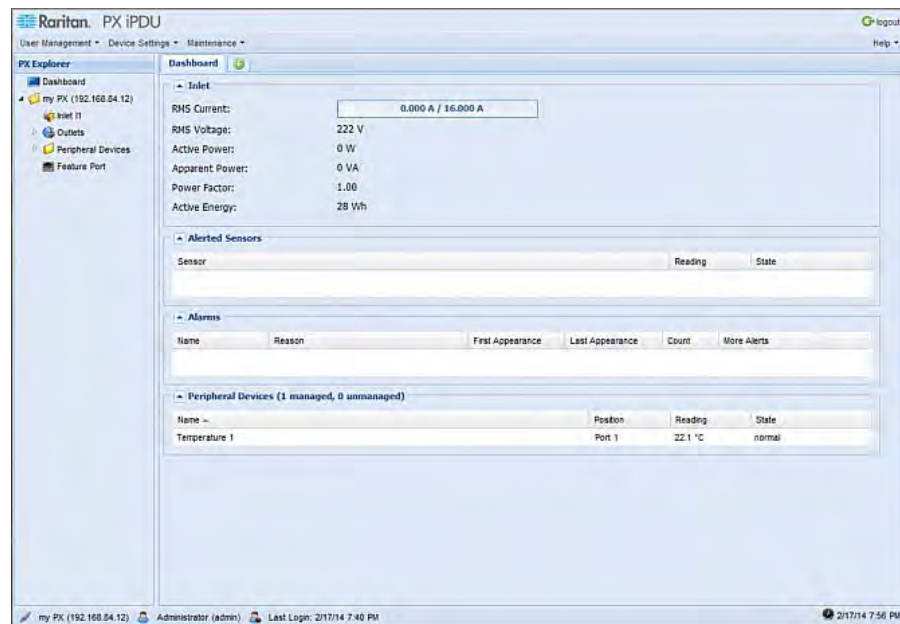 Raritan. PX iPDU
logout
User Management Device Settings Maintenance
Help
PX Explorer
Dashboard
my PX (192.168.84.12)
Inlet I1
Outlets
Peripheral Devices
Feature Port
Dashboard
Inlet
RMS Current: 0.000 A / 16.000 A
RMS Voltage: 222 V
Active Power: 0 W
Apparent Power: 0 VA
Power Factor: 1.00
Active Energy: 28 Wh
Alerted Sensors
Sensor Reading State
Alarms
Name Reason First Appearance Last Appearance Count More Alerts
Peripheral Devices (1 managed, 0 unmanaged)
Name Position Reading State
Temperature 1 Port 1 22.1 °C normal
my PX (192.168.84.12) Administrator (admin) Last Login: 2/17/14 7:40 PM
2/17/14 7:56 PM